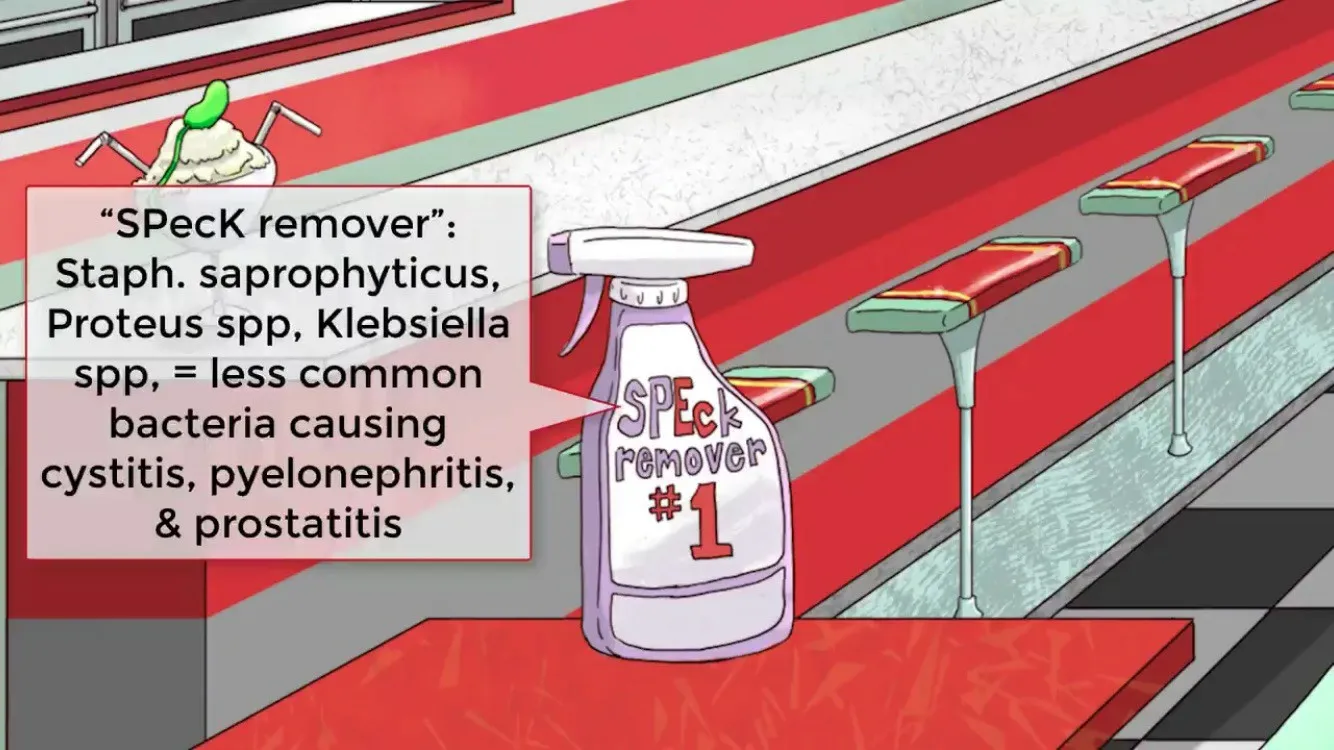 “SPecK remover”:
Staph. saprophyticus,
Proteus spp, Klebsiella
spp, = less common
bacteria causing
cystitis, pyelonephritis,
& prostatitis
SPEck
remover
#1